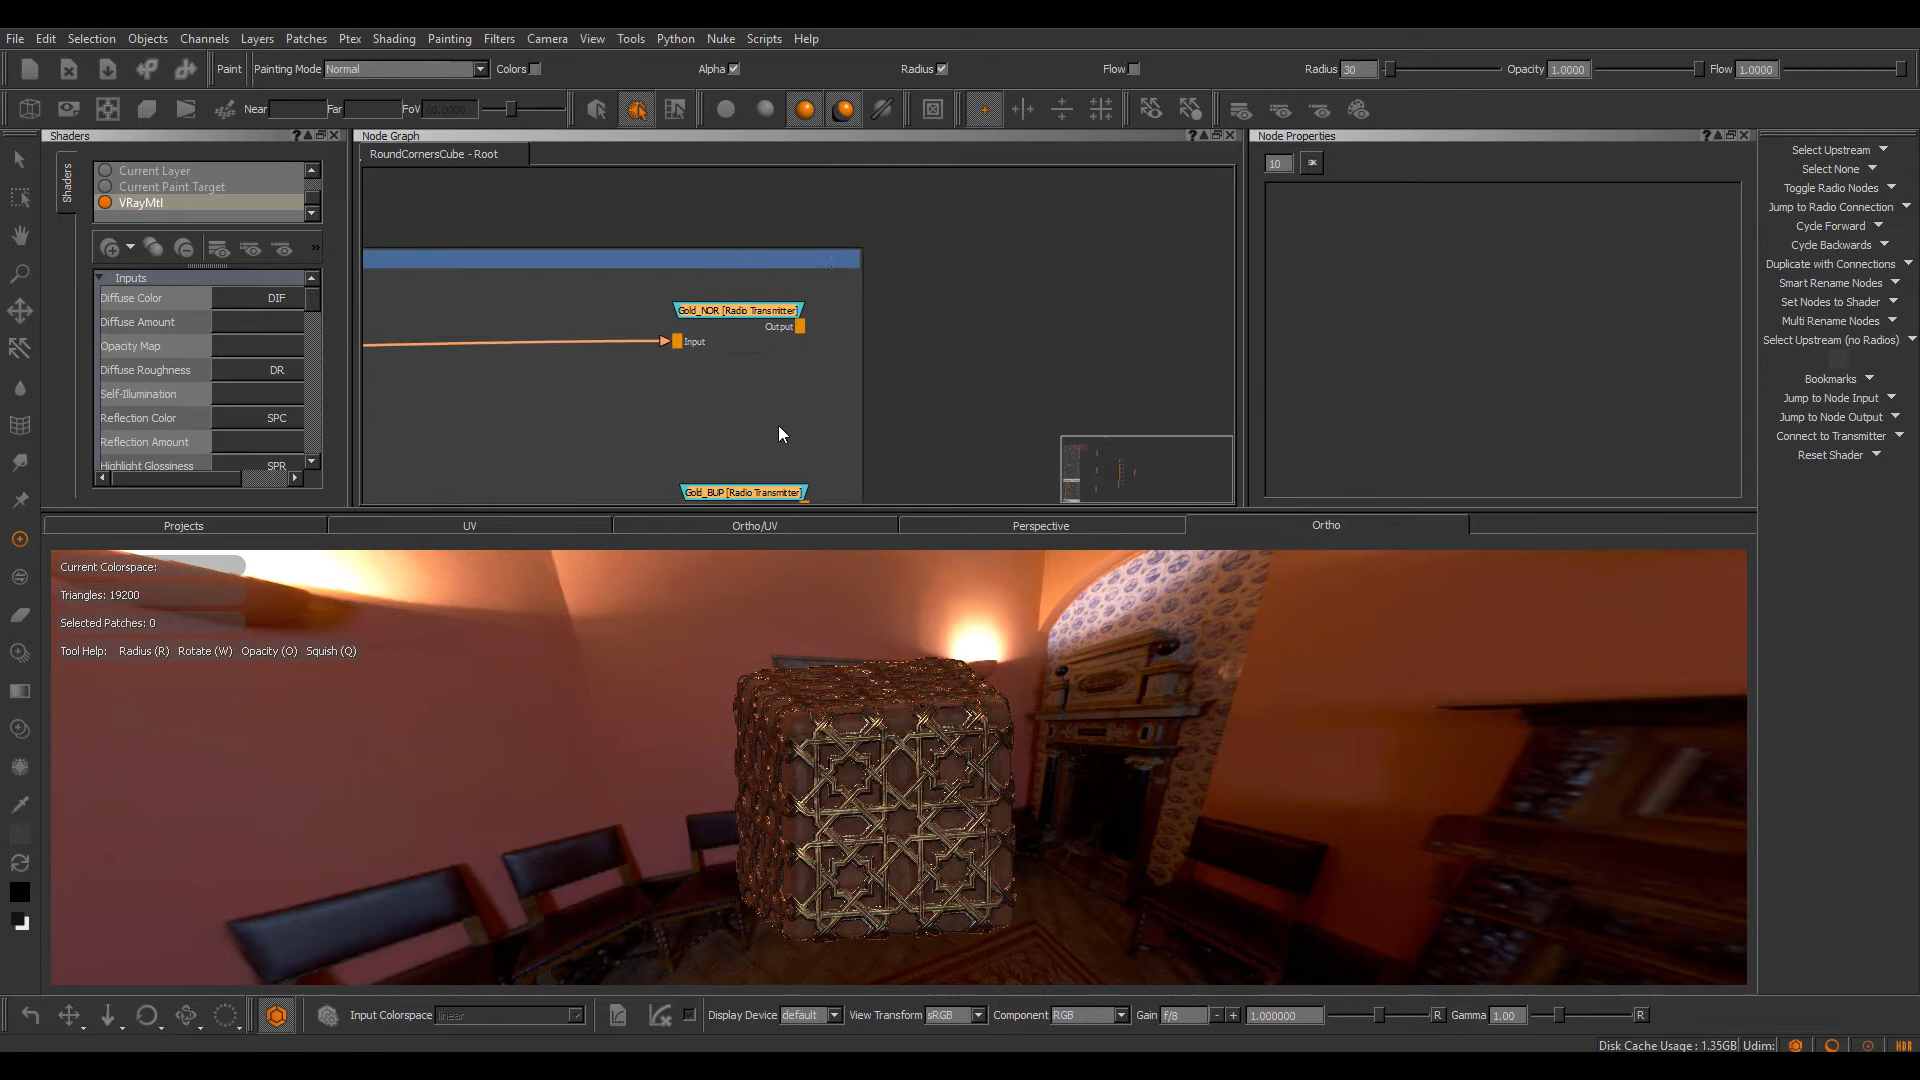 File Edit Selection Objects Channels Layers Patches Ptex Shading Painting Filters Camera View Tools Python Nuke Scripts Help
Paint Painting Mode Normal Colors Alpha Radius Flow Radius 30 Opacity 1.0000 Flow 1.0000
Near Far FoV 60.0000
Shaders
Shaders
Current Layer
Current Paint Target
VRayMtl
Inputs
Diffuse Color DIF
Diffuse Amount
Opacity Map
Diffuse Roughness DR
Self-Illumination
Reflection Color SPC
Reflection Amount
Highlight Glossiness SPR
Node Graph
RoundCornersCube - Root
Gold_NOR [Radio Transmitter]
Output
Input
Gold_BUP [Radio Transmitter]
Node Properties
10
Select Upstream
Select None
Toggle Radio Nodes
Jump to Radio Connection
Cycle Forward
Cycle Backwards
Duplicate with Connections
Smart Rename Nodes
Set Nodes to Shader
Multi Rename Nodes
Select Upstream (no Radios)
Bookmarks
Jump to Node Input
Jump to Node Output
Connect to Transmitter
Reset Shader
Projects UV Ortho/UV Perspective Ortho
Current Colorspace:
Triangles: 19200
Selected Patches: 0
Tool Help: Radius (R) Rotate (W) Opacity (O) Squish (Q)
Input Colorspace linear Display Device default View Transform sRGB Component RGB Gain f/8 - + 1.000000 R Gamma 1.00 R
Disk Cache Usage : 1.35GB Udim: HDR